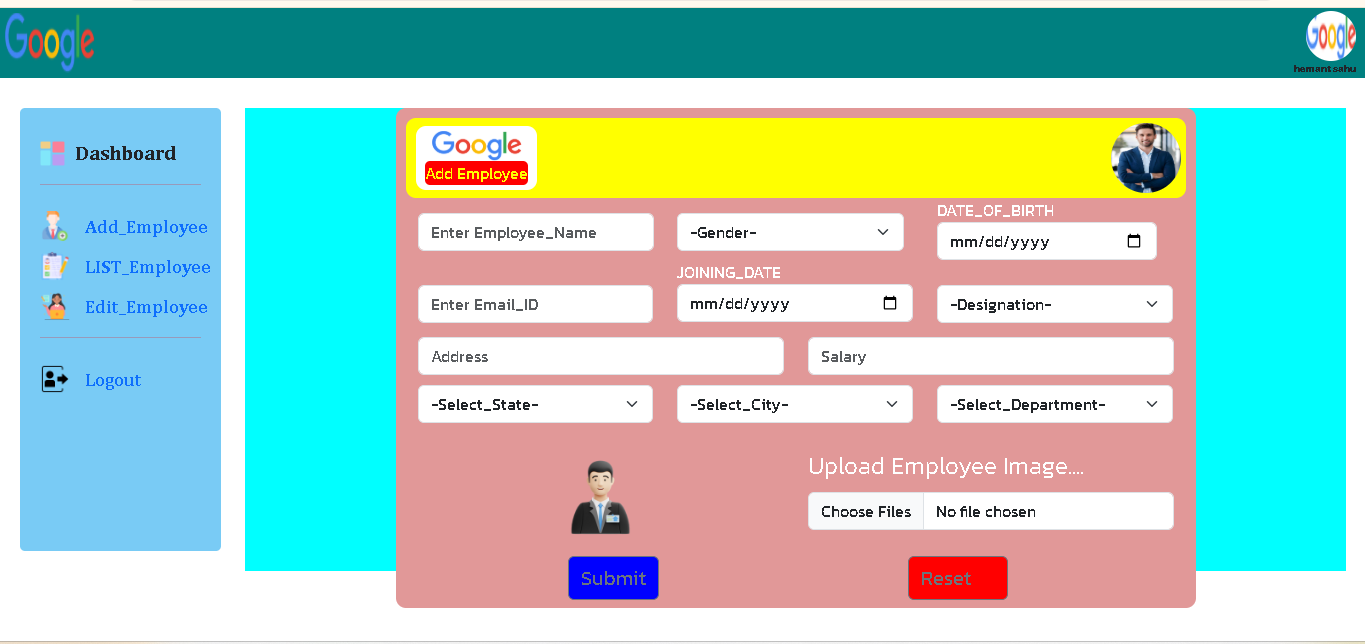 Google
Google
hemant sahu
Dashboard
Add_Employee
LIST_Employee
Edit_Employee
Logout
Google
Add Employee
Enter Employee_Name
-Gender-
DATE_OF_BIRTH
mm/dd/yyyy
Enter Email_ID
JOINING_DATE
mm/dd/yyyy
-Designation-
Address
Salary
-Select_State-
-Select_City-
-Select_Department-
Upload Employee Image....
Choose Files No file chosen
Submit
Reset